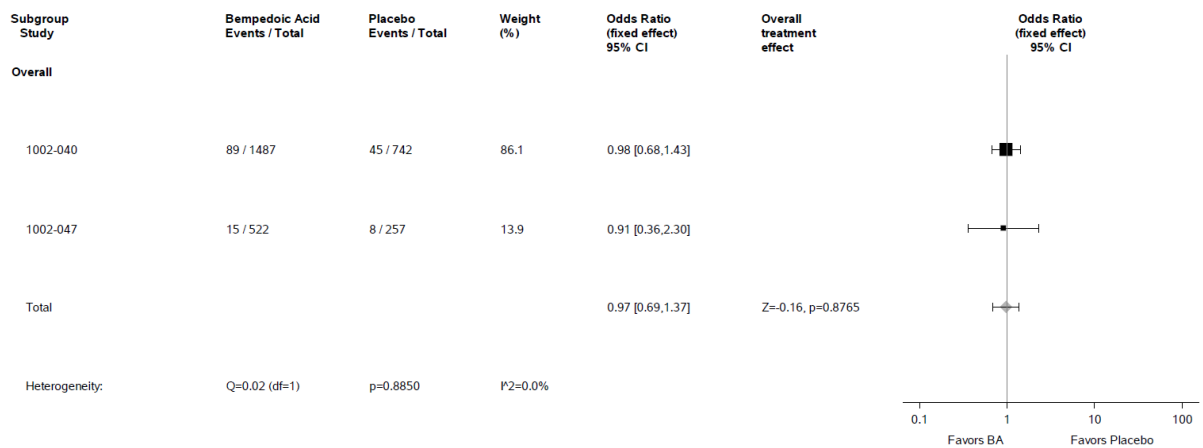 Subgroup Bempedoic Acid Placebo Weight Odds Ratio Overall Odds Ratio
Study Events / Total Events / Total (%) (fixed effect) treatment (fixed effect)
95% CI effect 95% CI
Overall
1002-040 89 / 1487 45 / 742 86.1 0.98 [0.68,1.43]
1002-047 15 / 522 8 / 257 13.9 0.91 [0.36,2.30]
Total 0.97 [0.69,1.37] Z=-0.16, p=0.8765
Heterogeneity: Q=0.02 (df=1) p=0.8850 I^2=0.0%
0.1 1 10 100
Favors BA Favors Placebo